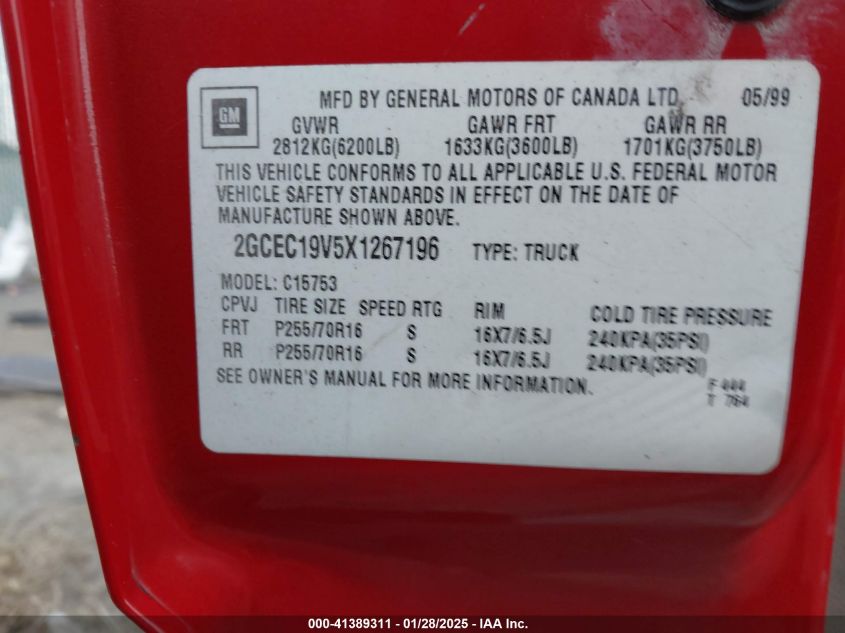 GM
MFD BY GENERAL MOTORS OF CANADA LTD 05/99
GVWR GAWR FRT GAWR RR
2812KG(6200LB) 1633KG(3600LB) 1701KG(3750LB)
THIS VEHICLE CONFORMS TO ALL APPLICABLE U.S. FEDERAL MOTOR
VEHICLE SAFETY STANDARDS IN EFFECT ON THE DATE OF
MANUFACTURE SHOWN ABOVE.
2GCEC19V5X1267196 TYPE: TRUCK
MODEL: C15753
CPVJ TIRE SIZE SPEED RTG RIM COLD TIRE PRESSURE
FRT P255/70R16 S 16X7/6.5J 240KPA(35PSI)
RR P255/70R16 S 16X7/6.5J 240KPA(35PSI)
SEE OWNER'S MANUAL FOR MORE INFORMATION.
F 444
T 764
000-41389311 - 01/28/2025 - IAA Inc.